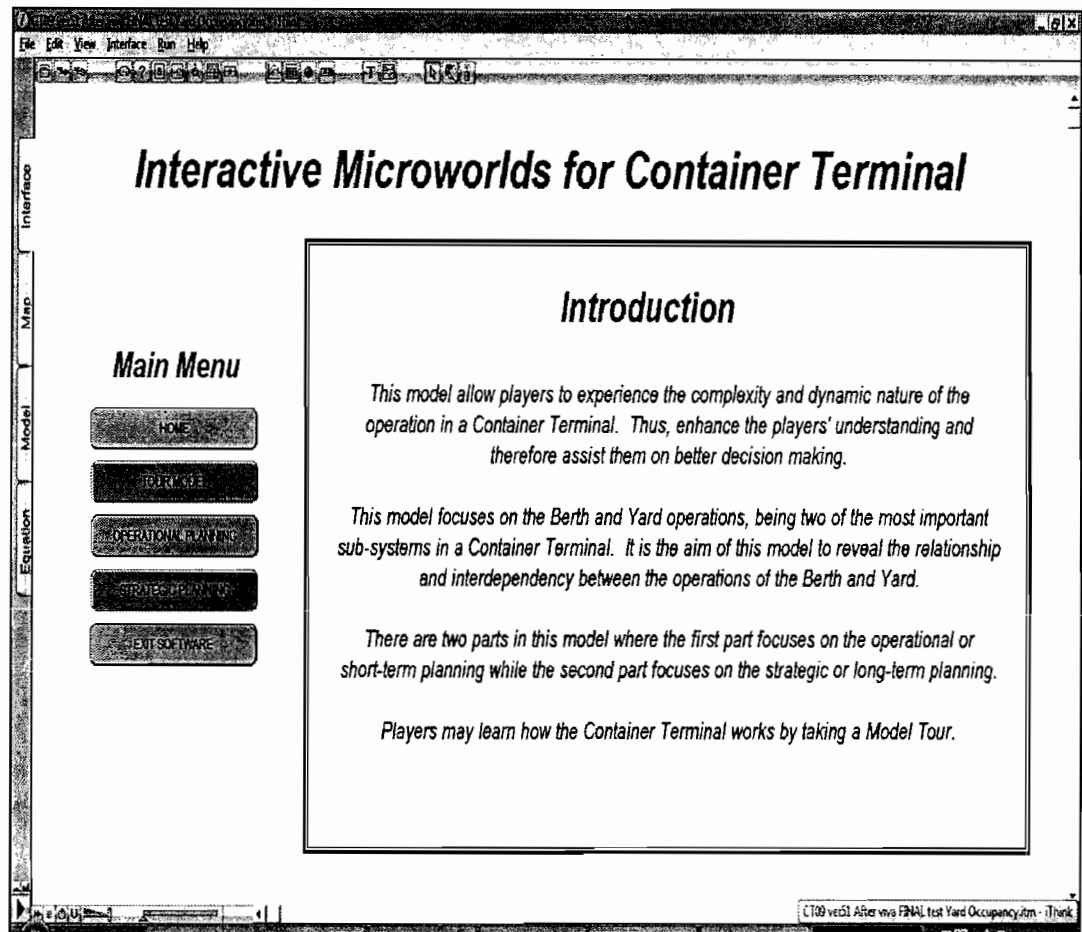 File Edit View Interface Run Help
Interactive Microworlds for Container Terminal
Interface
Map
Model
Equation
Main Menu
HOME
TOUR MODEL
OPERATIONAL PLANNING
STRATEGIC PLANNING
EXIT SOFTWARE
Introduction
This model allow players to experience the complexity and dynamic nature of the
operation in a Container Terminal. Thus, enhance the players' understanding and
therefore assist them on better decision making.
This model focuses on the Berth and Yard operations, being two of the most important
sub-systems in a Container Terminal. It is the aim of this model to reveal the relationship
and interdependency between the operations of the Berth and Yard.
There are two parts in this model where the first part focuses on the operational or
short-term planning while the second part focuses on the strategic or long-term planning.
Players may learn how the Container Terminal works by taking a Model Tour.
CT09 ver51 After viva FINAL test Yard Occupancy.itm - iThink